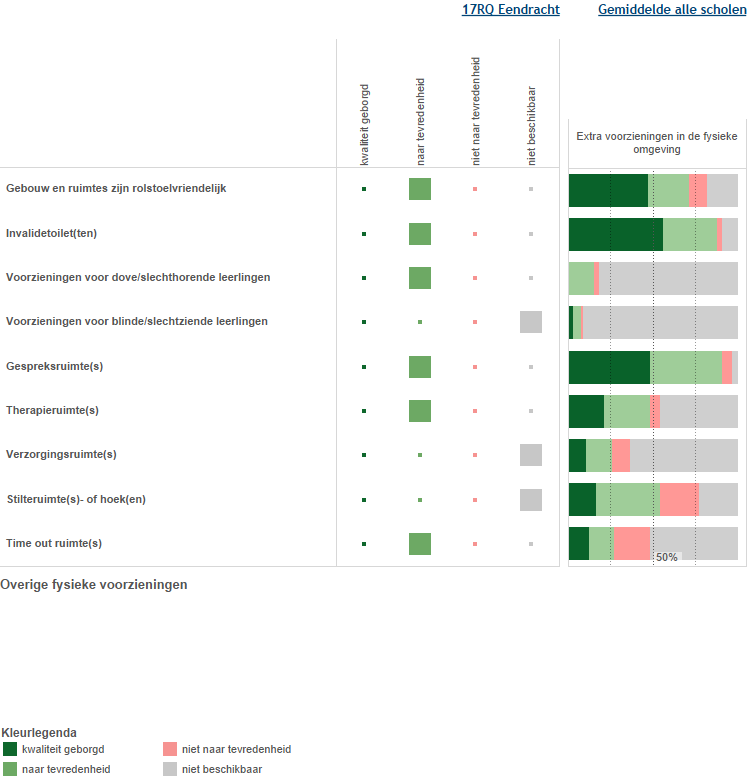 17RQ Eendracht
Gemiddelde alle scholen
kwaliteit geborgd
naar tevredenheid
niet naar tevredenheid
niet beschikbaar
Extra voorzieningen in de fysieke
omgeving
Gebouw en ruimtes zijn rolstoelvriendelijk
Invalidetoilet(ten)
Voorzieningen voor dove/slechthorende leerlingen
Voorzieningen voor blinde/slechtziende leerlingen
Gespreksruimte(s)
Therapieruimte(s)
Verzorgingsruimte(s)
Stilteruimte(s)- of hoek(en)
Time out ruimte(s)
50%
Overige fysieke voorzieningen
Kleurlegenda
kwaliteit geborgd
niet naar tevredenheid
naar tevredenheid
niet beschikbaar